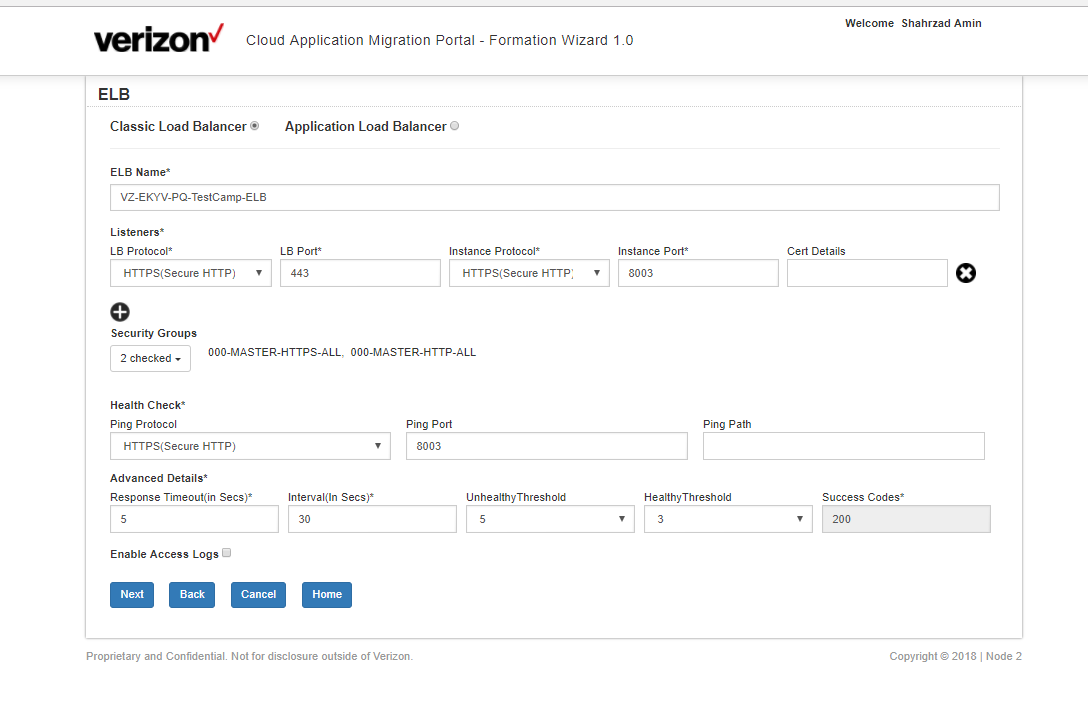 Welcome Shahrzad Amin
verizon Cloud Application Migration Portal - Formation Wizard 1.0
ELB
Classic Load Balancer Application Load Balancer
ELB Name*
VZ-EKYV-PQ-TestCamp-ELB
Listeners*
LB Protocol* LB Port* Instance Protocol* Instance Port* Cert Details
HTTPS(Secure HTTP) 443 HTTPS(Secure HTTP) 8003
Security Groups
2 checked 000-MASTER-HTTPS-ALL, 000-MASTER-HTTP-ALL
Health Check*
Ping Protocol Ping Port Ping Path
HTTPS(Secure HTTP) 8003
Advanced Details*
Response Timeout(in Secs)* Interval(In Secs)* UnhealthyThreshold HealthyThreshold Success Codes*
5 30 5 3 200
Enable Access Logs
Next Back Cancel Home
Proprietary and Confidential. Not for disclosure outside of Verizon. Copyright © 2018 | Node 2